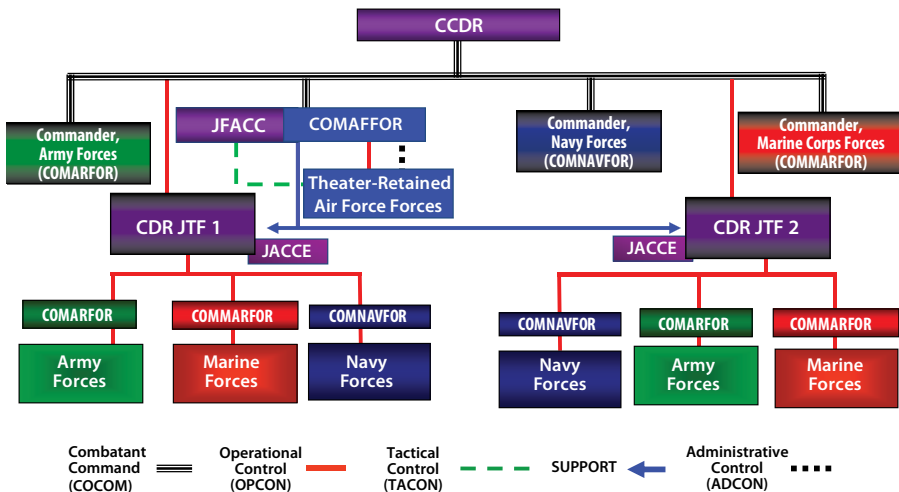 CCDR
Commander,
Army Forces
(COMARFOR)
JFACC
COMAFFOR
Commander,
Navy Forces
(COMNAVFOR)
Commander,
Marine Corps Forces
(COMMARFOR)
Theater-Retained
Air Force Forces
CDR JTF 1
JACCE
CDR JTF 2
JACCE
COMARFOR
COMMARFOR
COMNAVFOR
COMNAVFOR
COMARFOR
COMMARFOR
Army
Forces
Marine
Forces
Navy
Forces
Navy
Forces
Army
Forces
Marine
Forces
Combatant
Command
(COCOM)
Operational
Control
(OPCON)
Tactical
Control
(TACON)
SUPPORT
Administrative
Control
(ADCON)